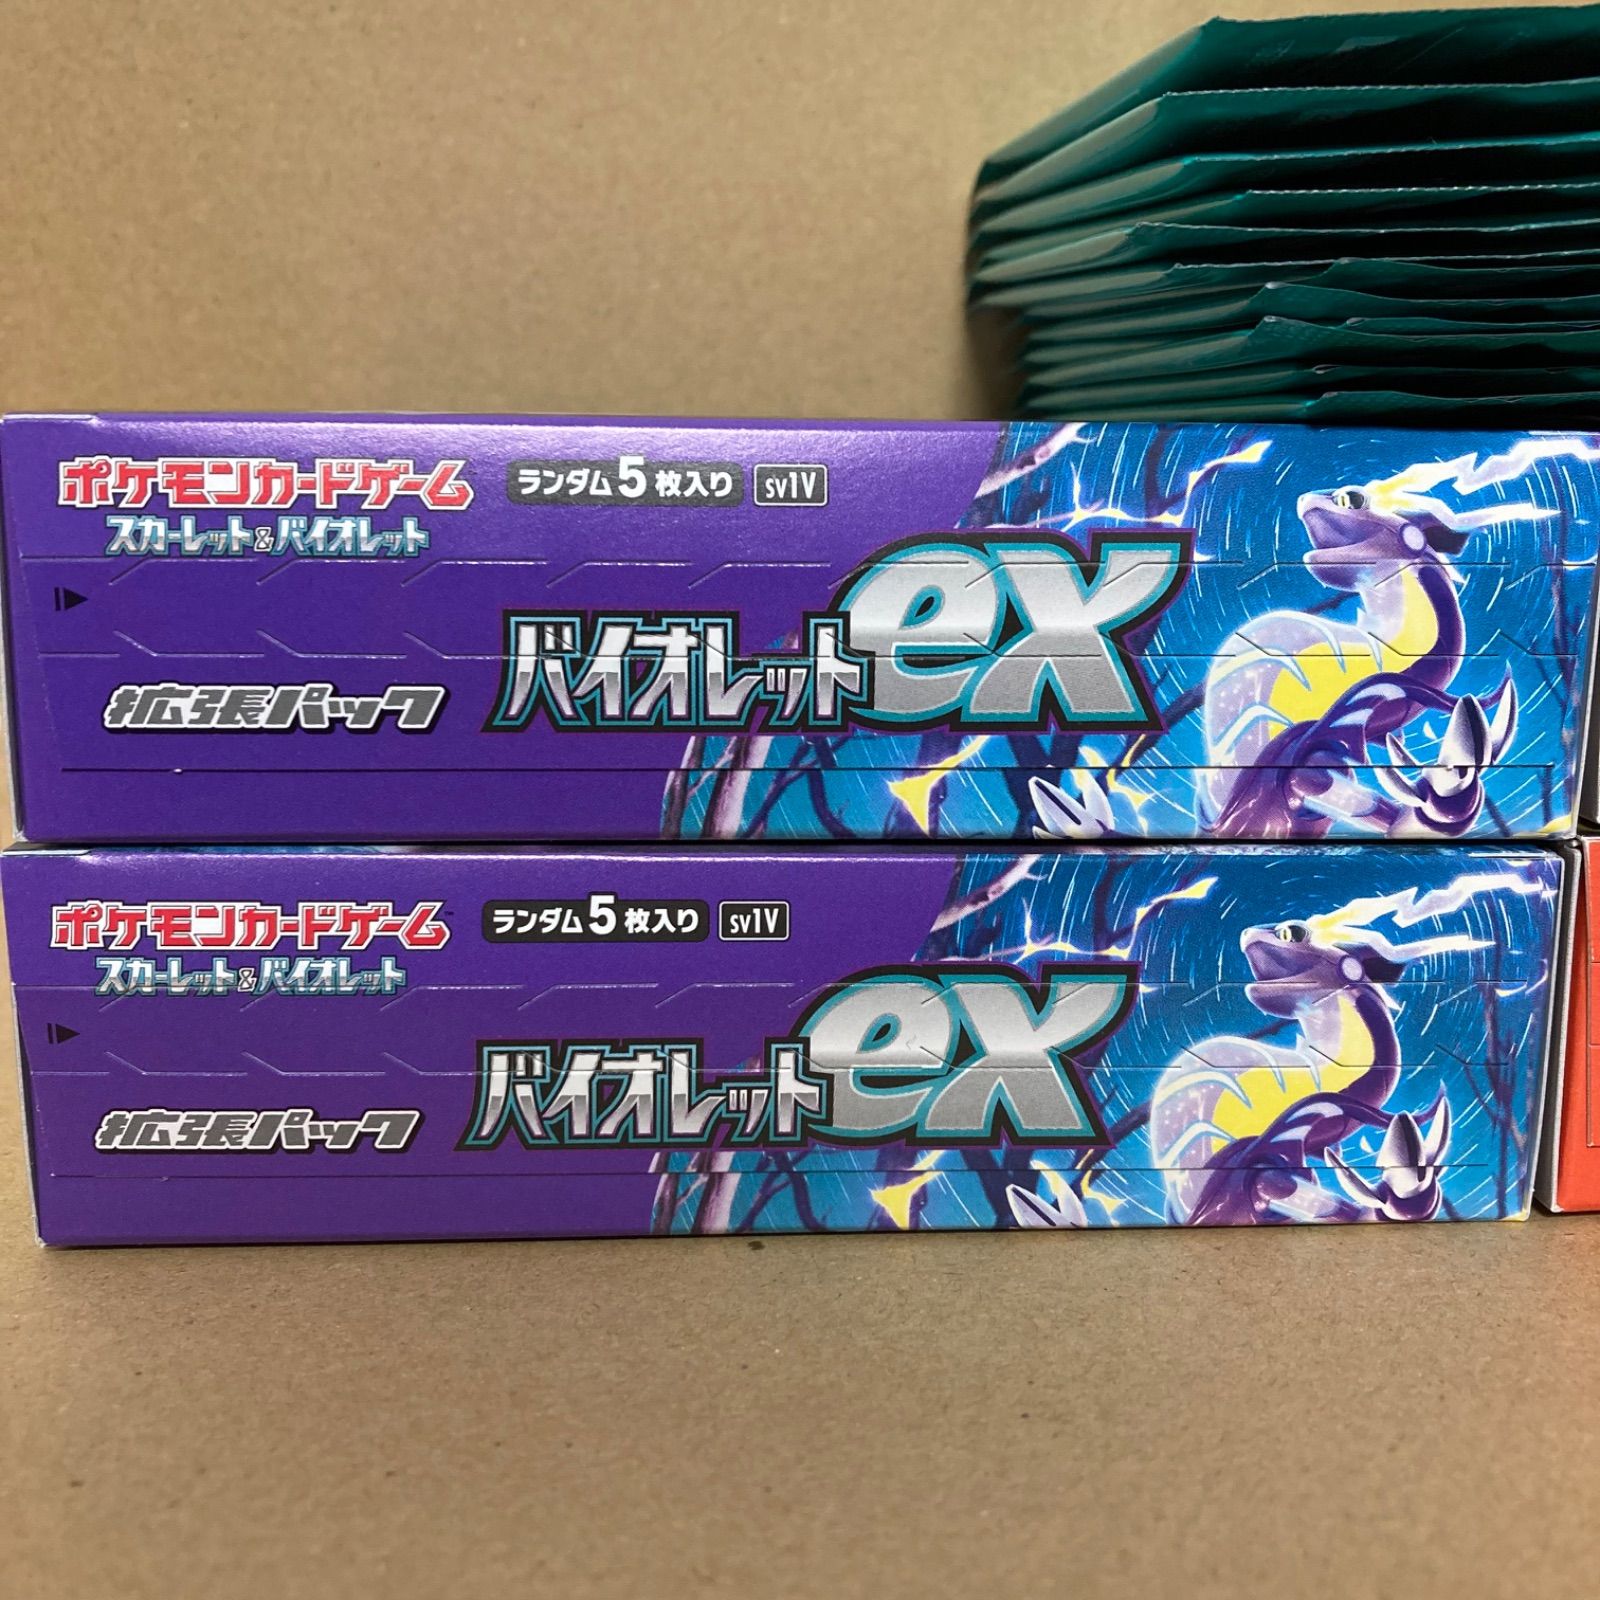 ポケモンカードゲーム
スカーレット&バイオレット
ランダム5枚入り sv1V
バイオレットex
拡張パック
ポケモンカードゲーム™
スカーレット&バイオレット
ランダム5枚入り sv1V
バイオレットex
拡張パック